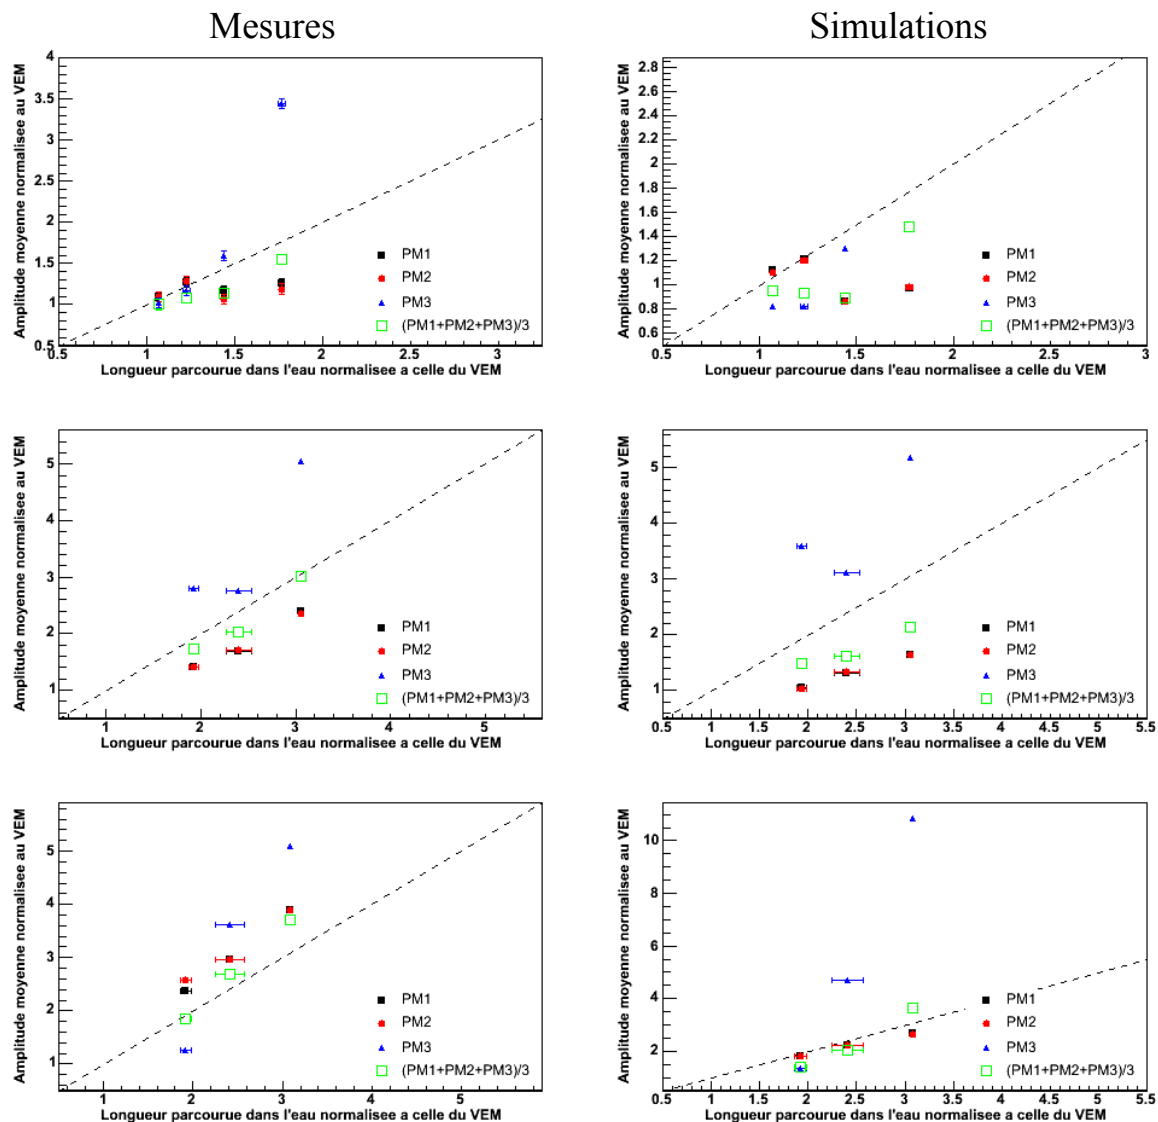 Mesures
Simulations
Amplitude moyenne normalisee au VEM
4
3.5
3
2.5
2
1.5
1
0.5
0.5 1 1.5 2 2.5 3
Longueur parcourue dans l'eau normalisee a celle du VEM
PM1
PM2
PM3
(PM1+PM2+PM3)/3
Amplitude moyenne normalisee au VEM
2.8
2.6
2.4
2.2
2
1.8
1.6
1.4
1.2
1
0.8
0.6
0.5 1 1.5 2 2.5 3
Longueur parcourue dans l'eau normalisee a celle du VEM
PM1
PM2
PM3
(PM1+PM2+PM3)/3
Amplitude moyenne normalisee au VEM
5
4
3
2
1
1 2 3 4 5
Longueur parcourue dans l'eau normalisee a celle du VEM
PM1
PM2
PM3
(PM1+PM2+PM3)/3
Amplitude moyenne normalisee au VEM
5
4
3
2
1
0.5 1 1.5 2 2.5 3 3.5 4 4.5 5 5.5
Longueur parcourue dans l'eau normalisee a celle du VEM
PM1
PM2
PM3
(PM1+PM2+PM3)/3
Amplitude moyenne normalisee au VEM
5
4
3
2
1
1 2 3 4 5
Longueur parcourue dans l'eau normalisee a celle du VEM
PM1
PM2
PM3
(PM1+PM2+PM3)/3
Amplitude moyenne normalisee au VEM
10
8
6
4
2
0.5 1 1.5 2 2.5 3 3.5 4 4.5 5 5.5
Longueur parcourue dans l'eau normalisee a celle du VEM
PM1
PM2
PM3
(PM1+PM2+PM3)/3